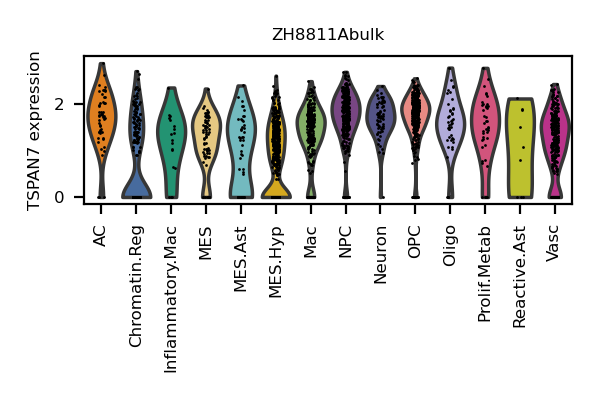 ZH8811Abulk
TSPAN7 expression
2
0
AC
Chromatin.Reg
Inflammatory.Mac
MES
MES.Ast
MES.Hyp
Mac
NPC
Neuron
OPC
Oligo
Prolif.Metab
Reactive.Ast
Vasc